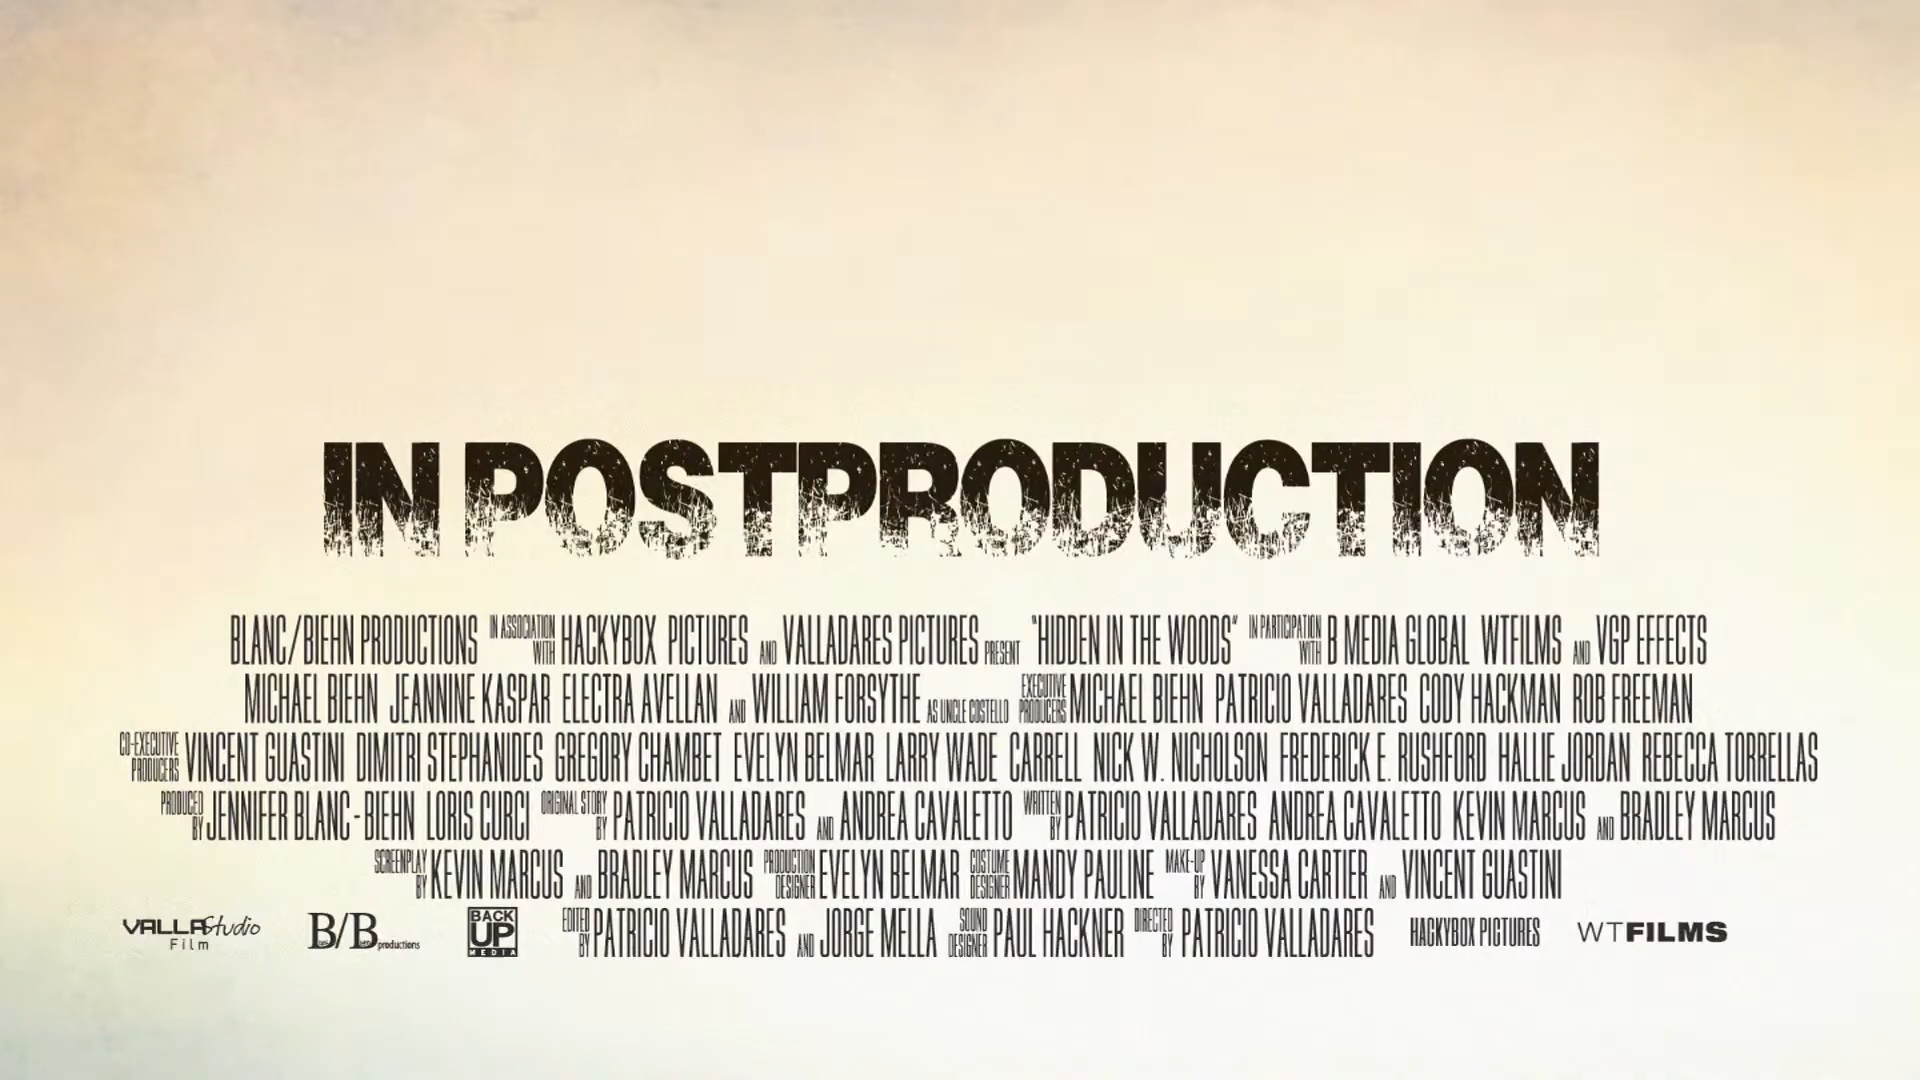 IN POSTPRODUCTION
BLANC/BIEHN PRODUCTIONS IN ASSOCIATION WITH HACKYBOX PICTURES AND VALLADARES PICTURES PRESENT "HIDDEN IN THE WOODS" IN PARTICIPATION WITH B MEDIA GLOBAL WTFILMS AND VGP EFFECTS
MICHAEL BIEHN JEANNINE KASPAR ELECTRA AVELLAN AND WILLIAM FORSYTHE AS UNCLE COSTELLO EXECUTIVE PRODUCERS MICHAEL BIEHN PATRICIO VALLADARES CODY HACKMAN ROB FREEMAN
CO-EXECUTIVE PRODUCERS VINCENT GUASTINI DIMITRI STEPHANIDES GREGORY CHAMBET EVELYN BELMAR LARRY WADE CARRELL NICK W. NICHOLSON FREDERICK E. RUSHFORD HALLIE JORDAN REBECCA TORRELLAS
PRODUCED BY JENNIFER BLANC-BIEHN LORIS CURCI ORIGINAL STORY BY PATRICIO VALLADARES AND ANDREA CAVALETTO WRITTEN BY PATRICIO VALLADARES ANDREA CAVALETTO KEVIN MARCUS AND BRADLEY MARCUS
SCREENPLAY BY KEVIN MARCUS AND BRADLEY MARCUS PRODUCTION DESIGNER EVELYN BELMAR COSTUME DESIGNER MANDY PAULINE MAKE-UP BY VANESSA CARTIER AND VINCENT GUASTINI
VALLA Studio Film B/B productions BACK UP MEDIA EDITED BY PATRICIO VALLADARES AND JORGE MELLA SOUND DESIGNER PAUL HACKNER DIRECTED BY PATRICIO VALLADARES HACKYBOX PICTURES WTFILMS